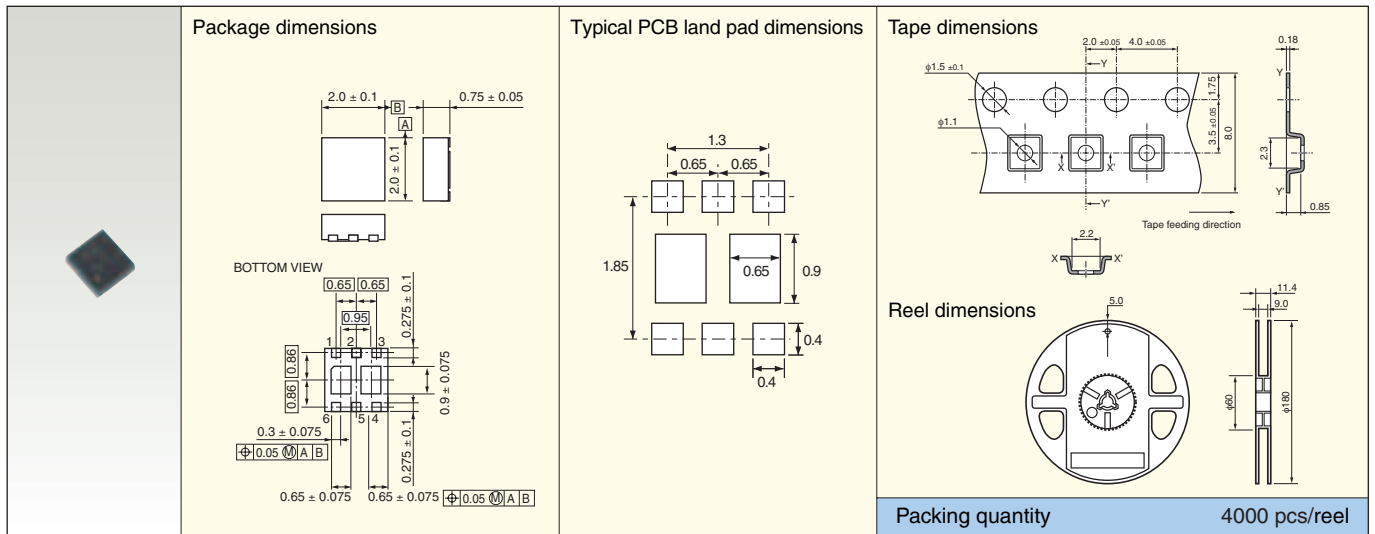 Package dimensions
2.0 ± 0.1
B
0.75 ± 0.05
A
2.0 ± 0.1
BOTTOM VIEW
0.65 0.65
0.95
0.275 ± 0.1
1 2 3
0.86
0.86
0.9 ± 0.075
6 5 4
0.3 ± 0.075
⌖ 0.05 Ⓜ A B
0.275 ± 0.1
0.65 ± 0.075 0.65 ± 0.075 ⌖ 0.05 Ⓜ A B
Typical PCB land pad dimensions
1.3
0.65 0.65
1.85
0.65
0.9
0.4
0.4
Tape dimensions
2.0 ±0.05 4.0 ±0.05
0.18
φ1.5 ±0.1
Y
Y
1.75
φ1.1
3.5 ±0.05
8.0
2.3
X X'
Y'
Y'
0.85
Tape feeding direction
2.2
X X'
Reel dimensions
5.0
11.4
9.0
φ60
φ180
Packing quantity 4000 pcs/reel